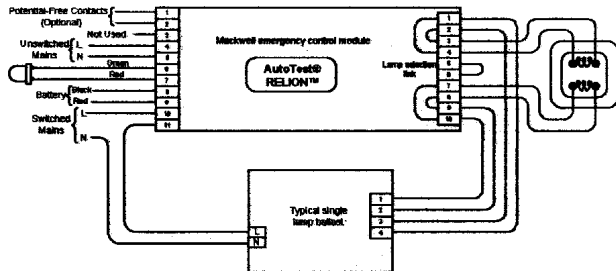 Potential-Free Contacts
(Optional)
Not Used
Unswitched
Mains
L
N
Green
Red
Battery
Black
Red
Switched
Mains
L
N
1
2
3
4
5
6
7
8
9
10
11
Mackwell emergency control module
AutoTest®
RELION™
Lamp selection
link
1
2
3
4
5
6
7
8
9
10
Typical single
lamp ballast
L
N
1
2
3
4